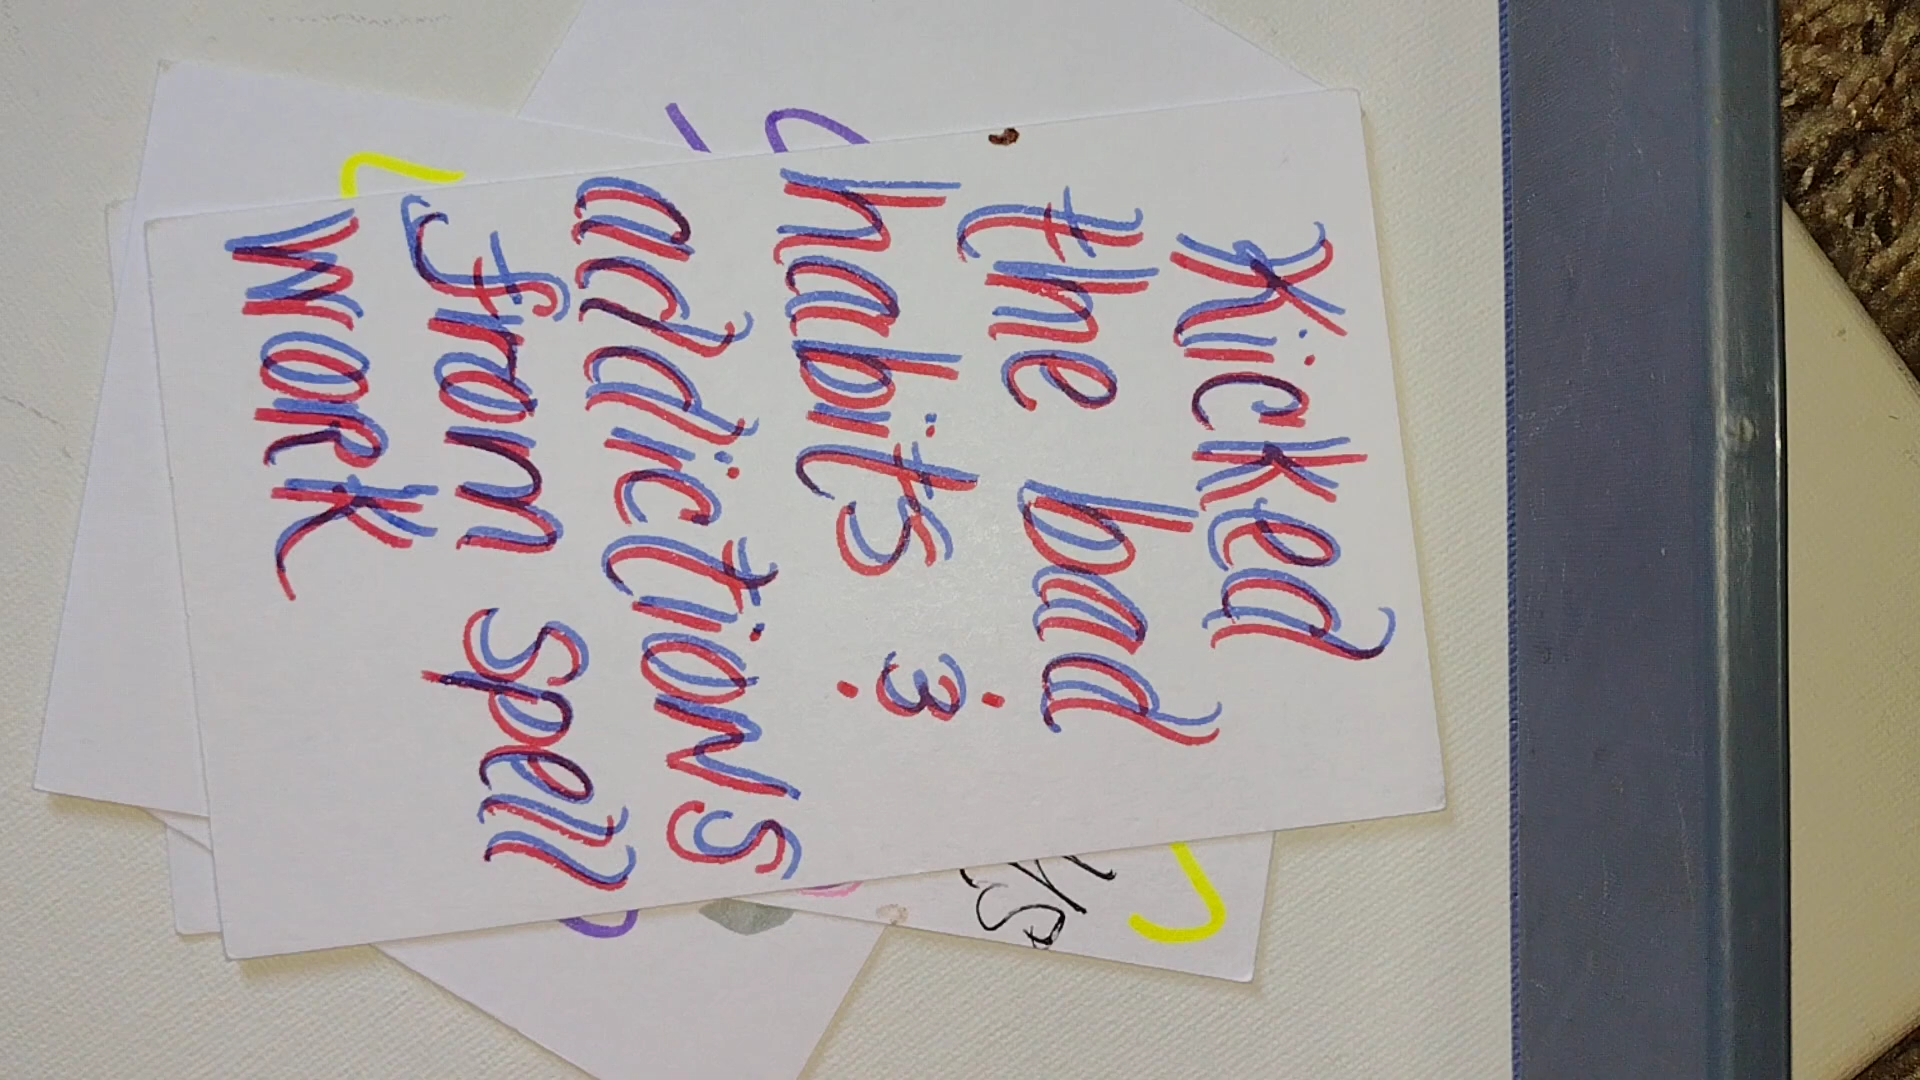 Kicked
the bad
habits 3
addictions
from spell
work